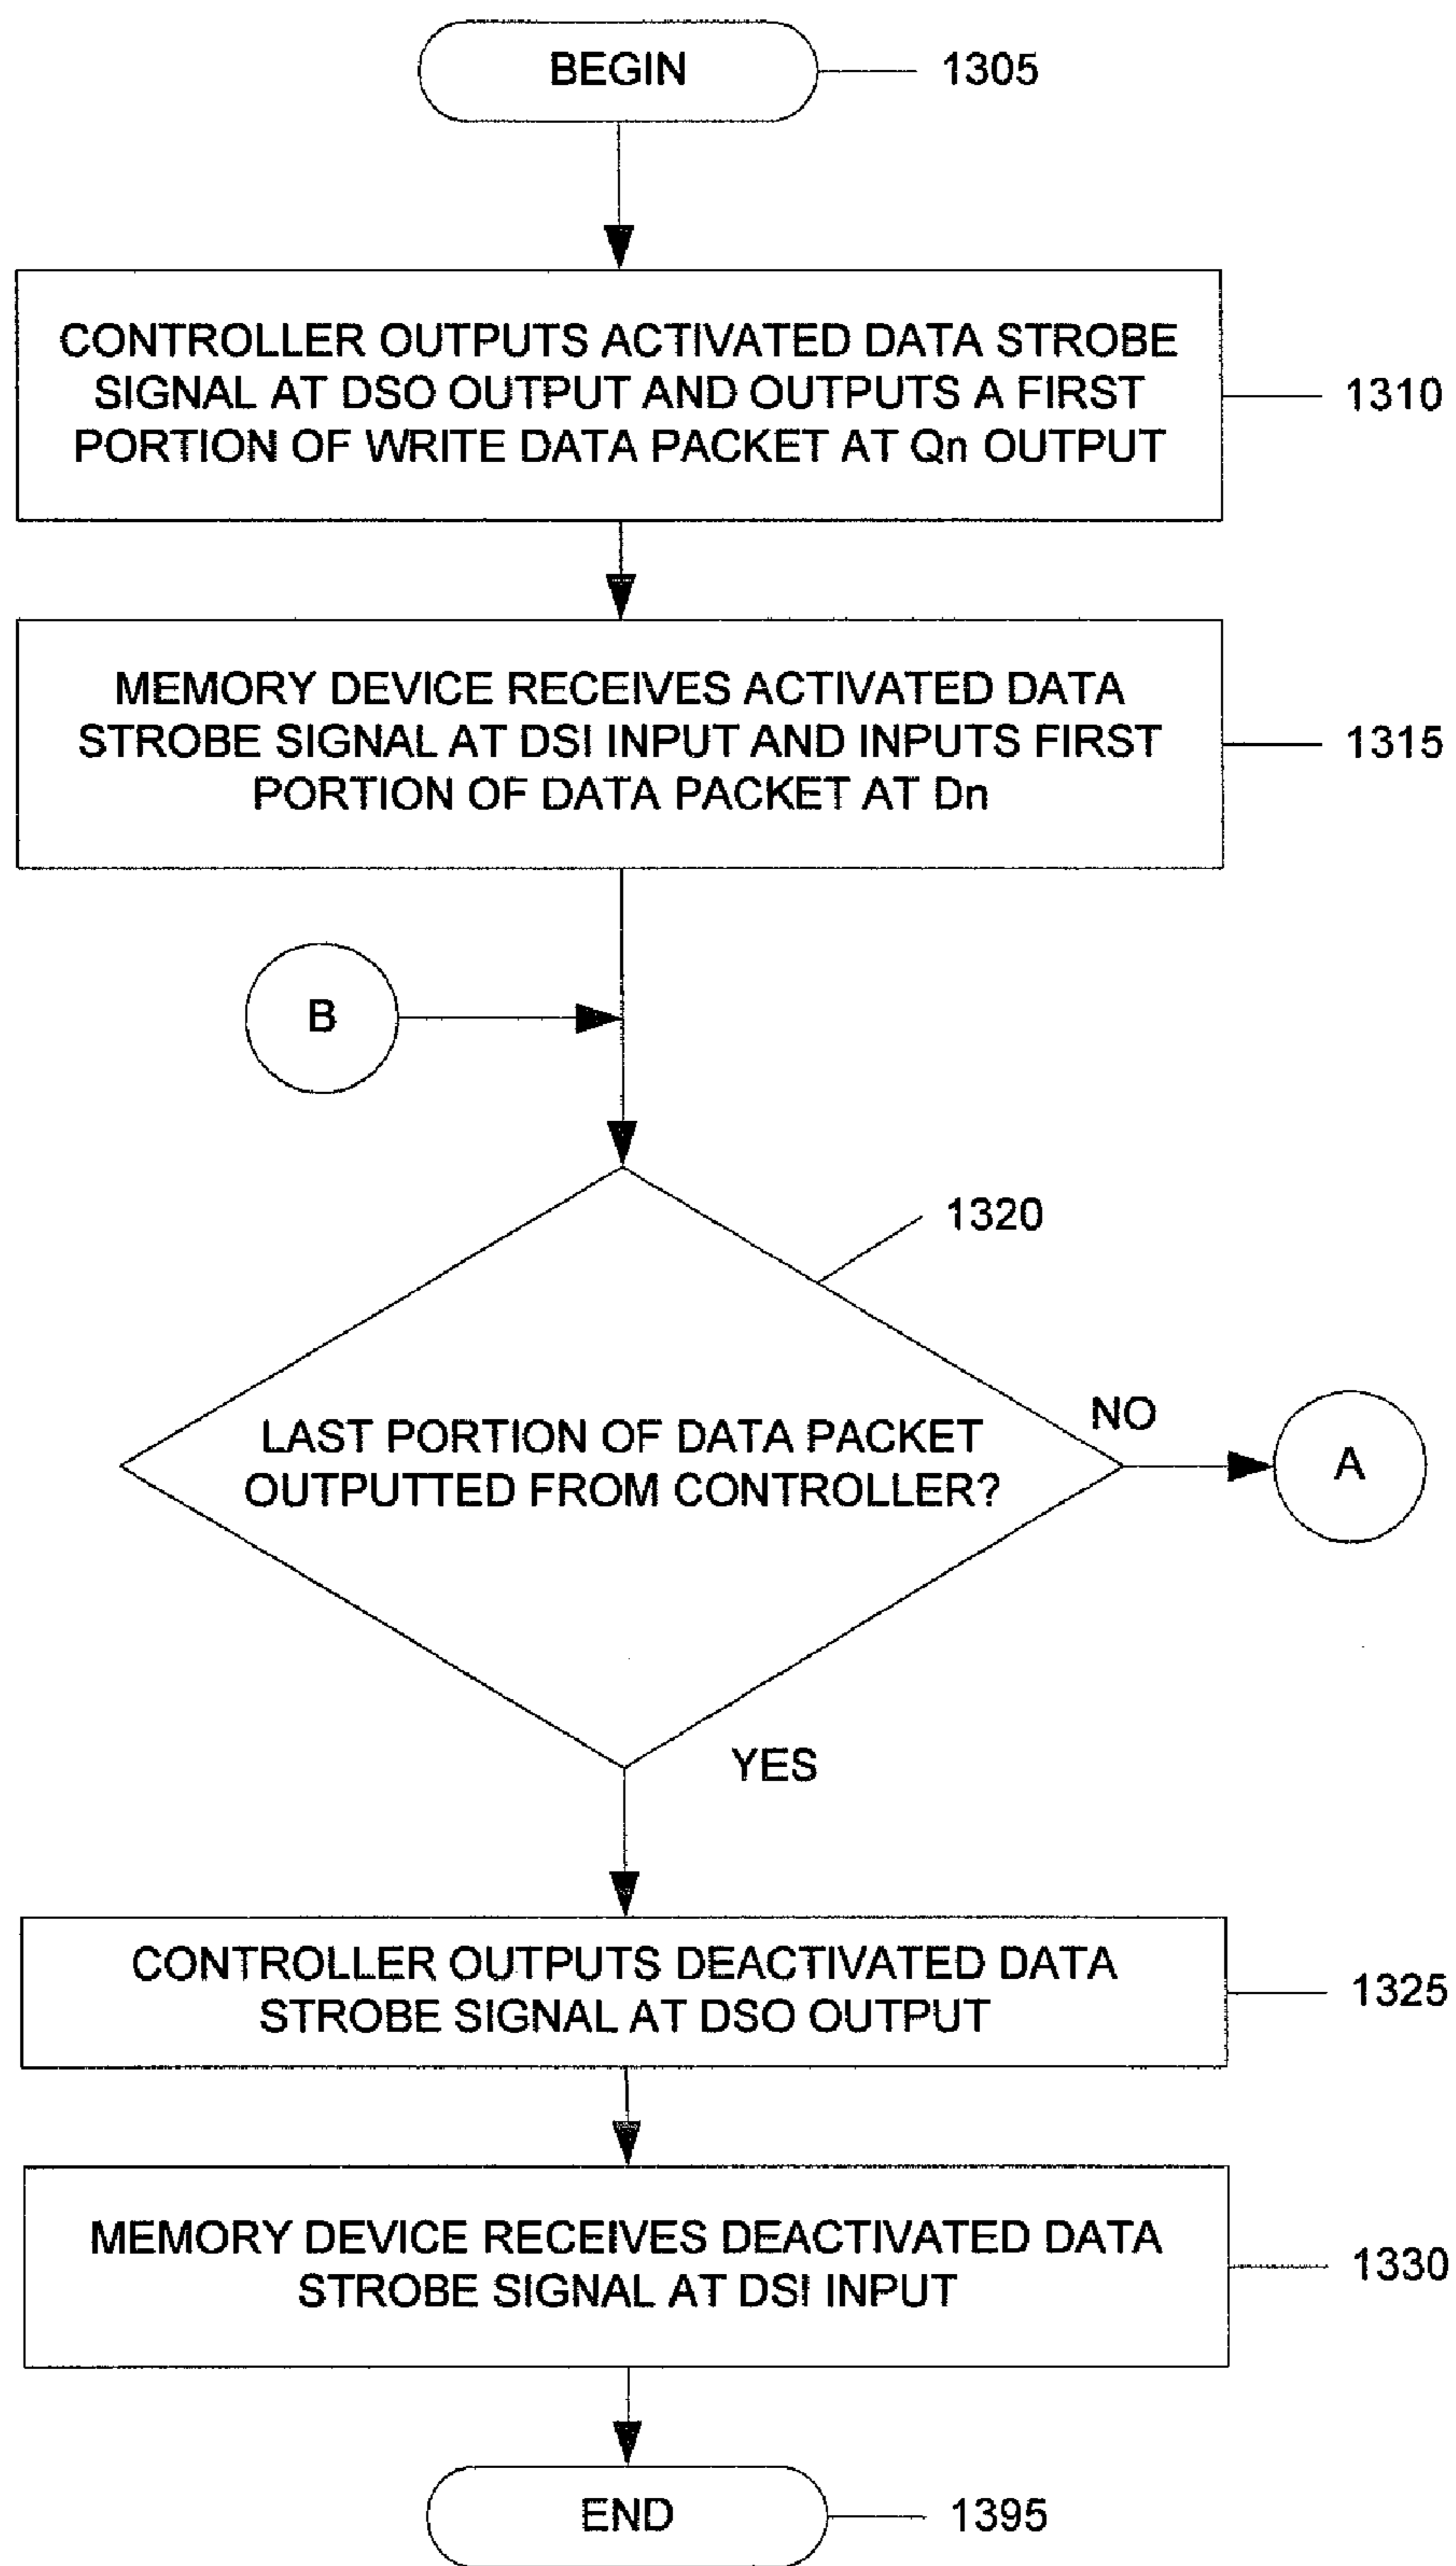 BEGIN
1305
CONTROLLER OUTPUTS ACTIVATED DATA STROBE
SIGNAL AT DSO OUTPUT AND OUTPUTS A FIRST
PORTION OF WRITE DATA PACKET AT Qn OUTPUT
1310
MEMORY DEVICE RECEIVES ACTIVATED DATA
STROBE SIGNAL AT DSI INPUT AND INPUTS FIRST
PORTION OF DATA PACKET AT Dn
1315
B
1320
LAST PORTION OF DATA PACKET
OUTPUTTED FROM CONTROLLER?
NO
A
YES
CONTROLLER OUTPUTS DEACTIVATED DATA
STROBE SIGNAL AT DSO OUTPUT
1325
MEMORY DEVICE RECEIVES DEACTIVATED DATA
STROBE SIGNAL AT DSI INPUT
1330
END
1395